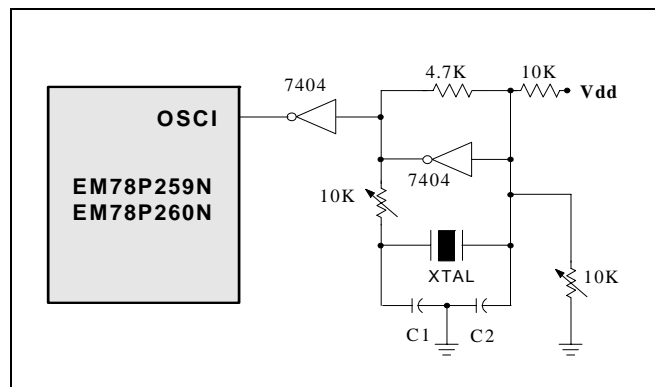 4.7K
10K
7404
Vdd
OSCI
EM78P259N
EM78P260N
7404
10K
XTAL
10K
C1
C2